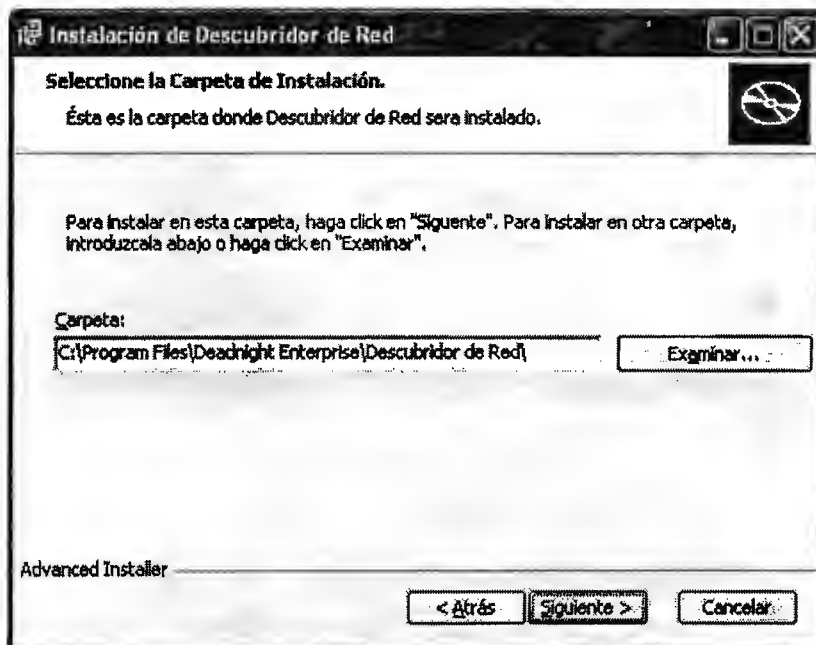 Instalación de Descubridor de Red
Seleccione la Carpeta de Instalación.
Ésta es la carpeta donde Descubridor de Red sera instalado.
Para instalar en esta carpeta, haga click en "Siguente". Para instalar en otra carpeta,
introduzcala abajo o haga click en "Examinar".
Carpeta:
C:\Program Files\Deadnight Enterprise\Descubridor de Red\
Examinar...
Advanced Installer
< Atrás
Siguiente >
Cancelar